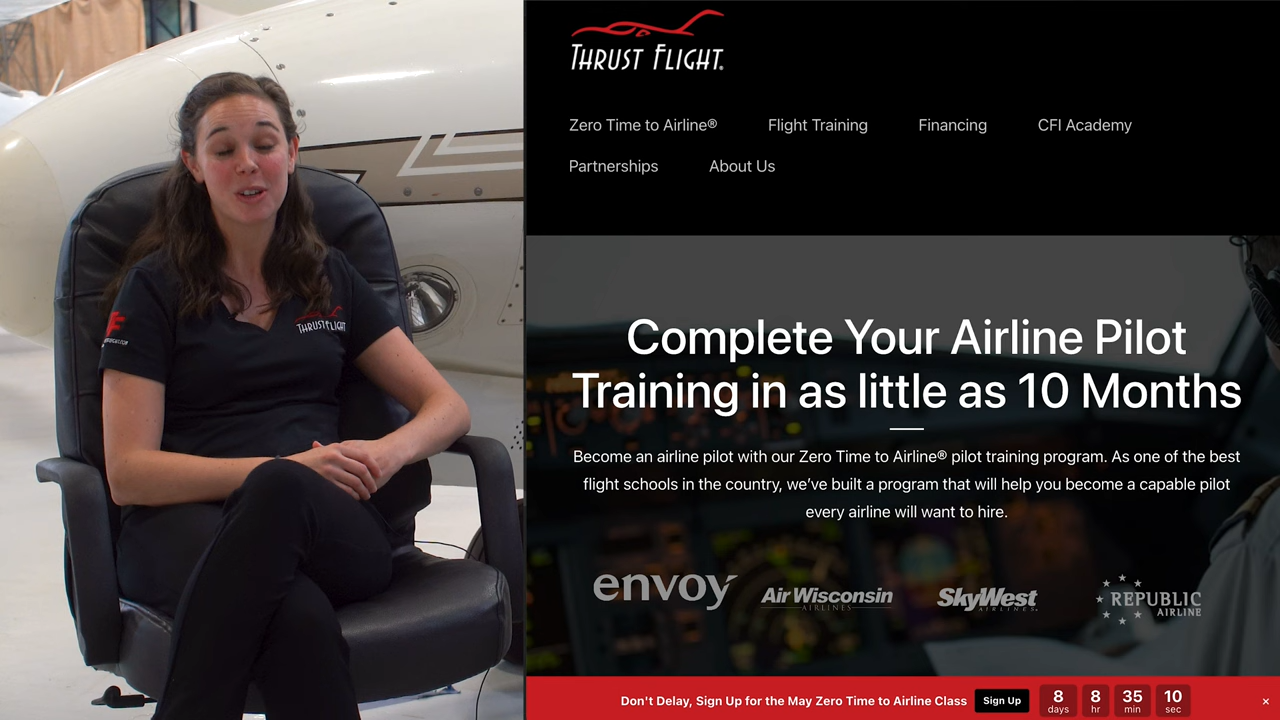 THRUST FLIGHT
THRUST FLIGHT®
Zero Time to Airline® Flight Training Financing CFI Academy
Partnerships About Us
Complete Your Airline Pilot
Training in as little as 10 Months
Become an airline pilot with our Zero Time to Airline® pilot training program. As one of the best
flight schools in the country, we’ve built a program that will help you become a capable pilot
every airline will want to hire.
envoy Air Wisconsin SkyWest REPUBLIC
AIRLINES AIRLINES AIRLINE
Don't Delay, Sign Up for the May Zero Time to Airline Class Sign Up 8 8 35 10 ×
days hr min sec